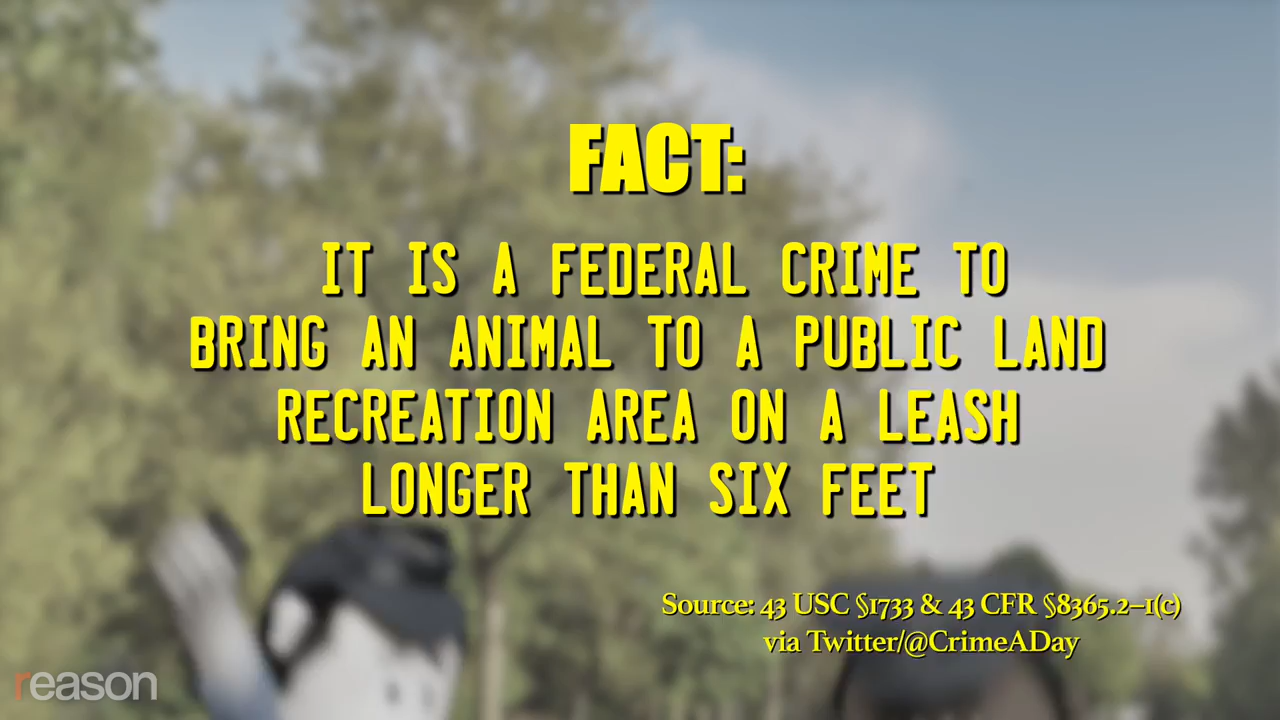 FACT:
IT IS A FEDERAL CRIME TO
BRING AN ANIMAL TO A PUBLIC LAND
RECREATION AREA ON A LEASH
LONGER THAN SIX FEET
Source: 43 USC §1733 & 43 CFR §8365.2–1(c)
via Twitter/@CrimeADay
reason